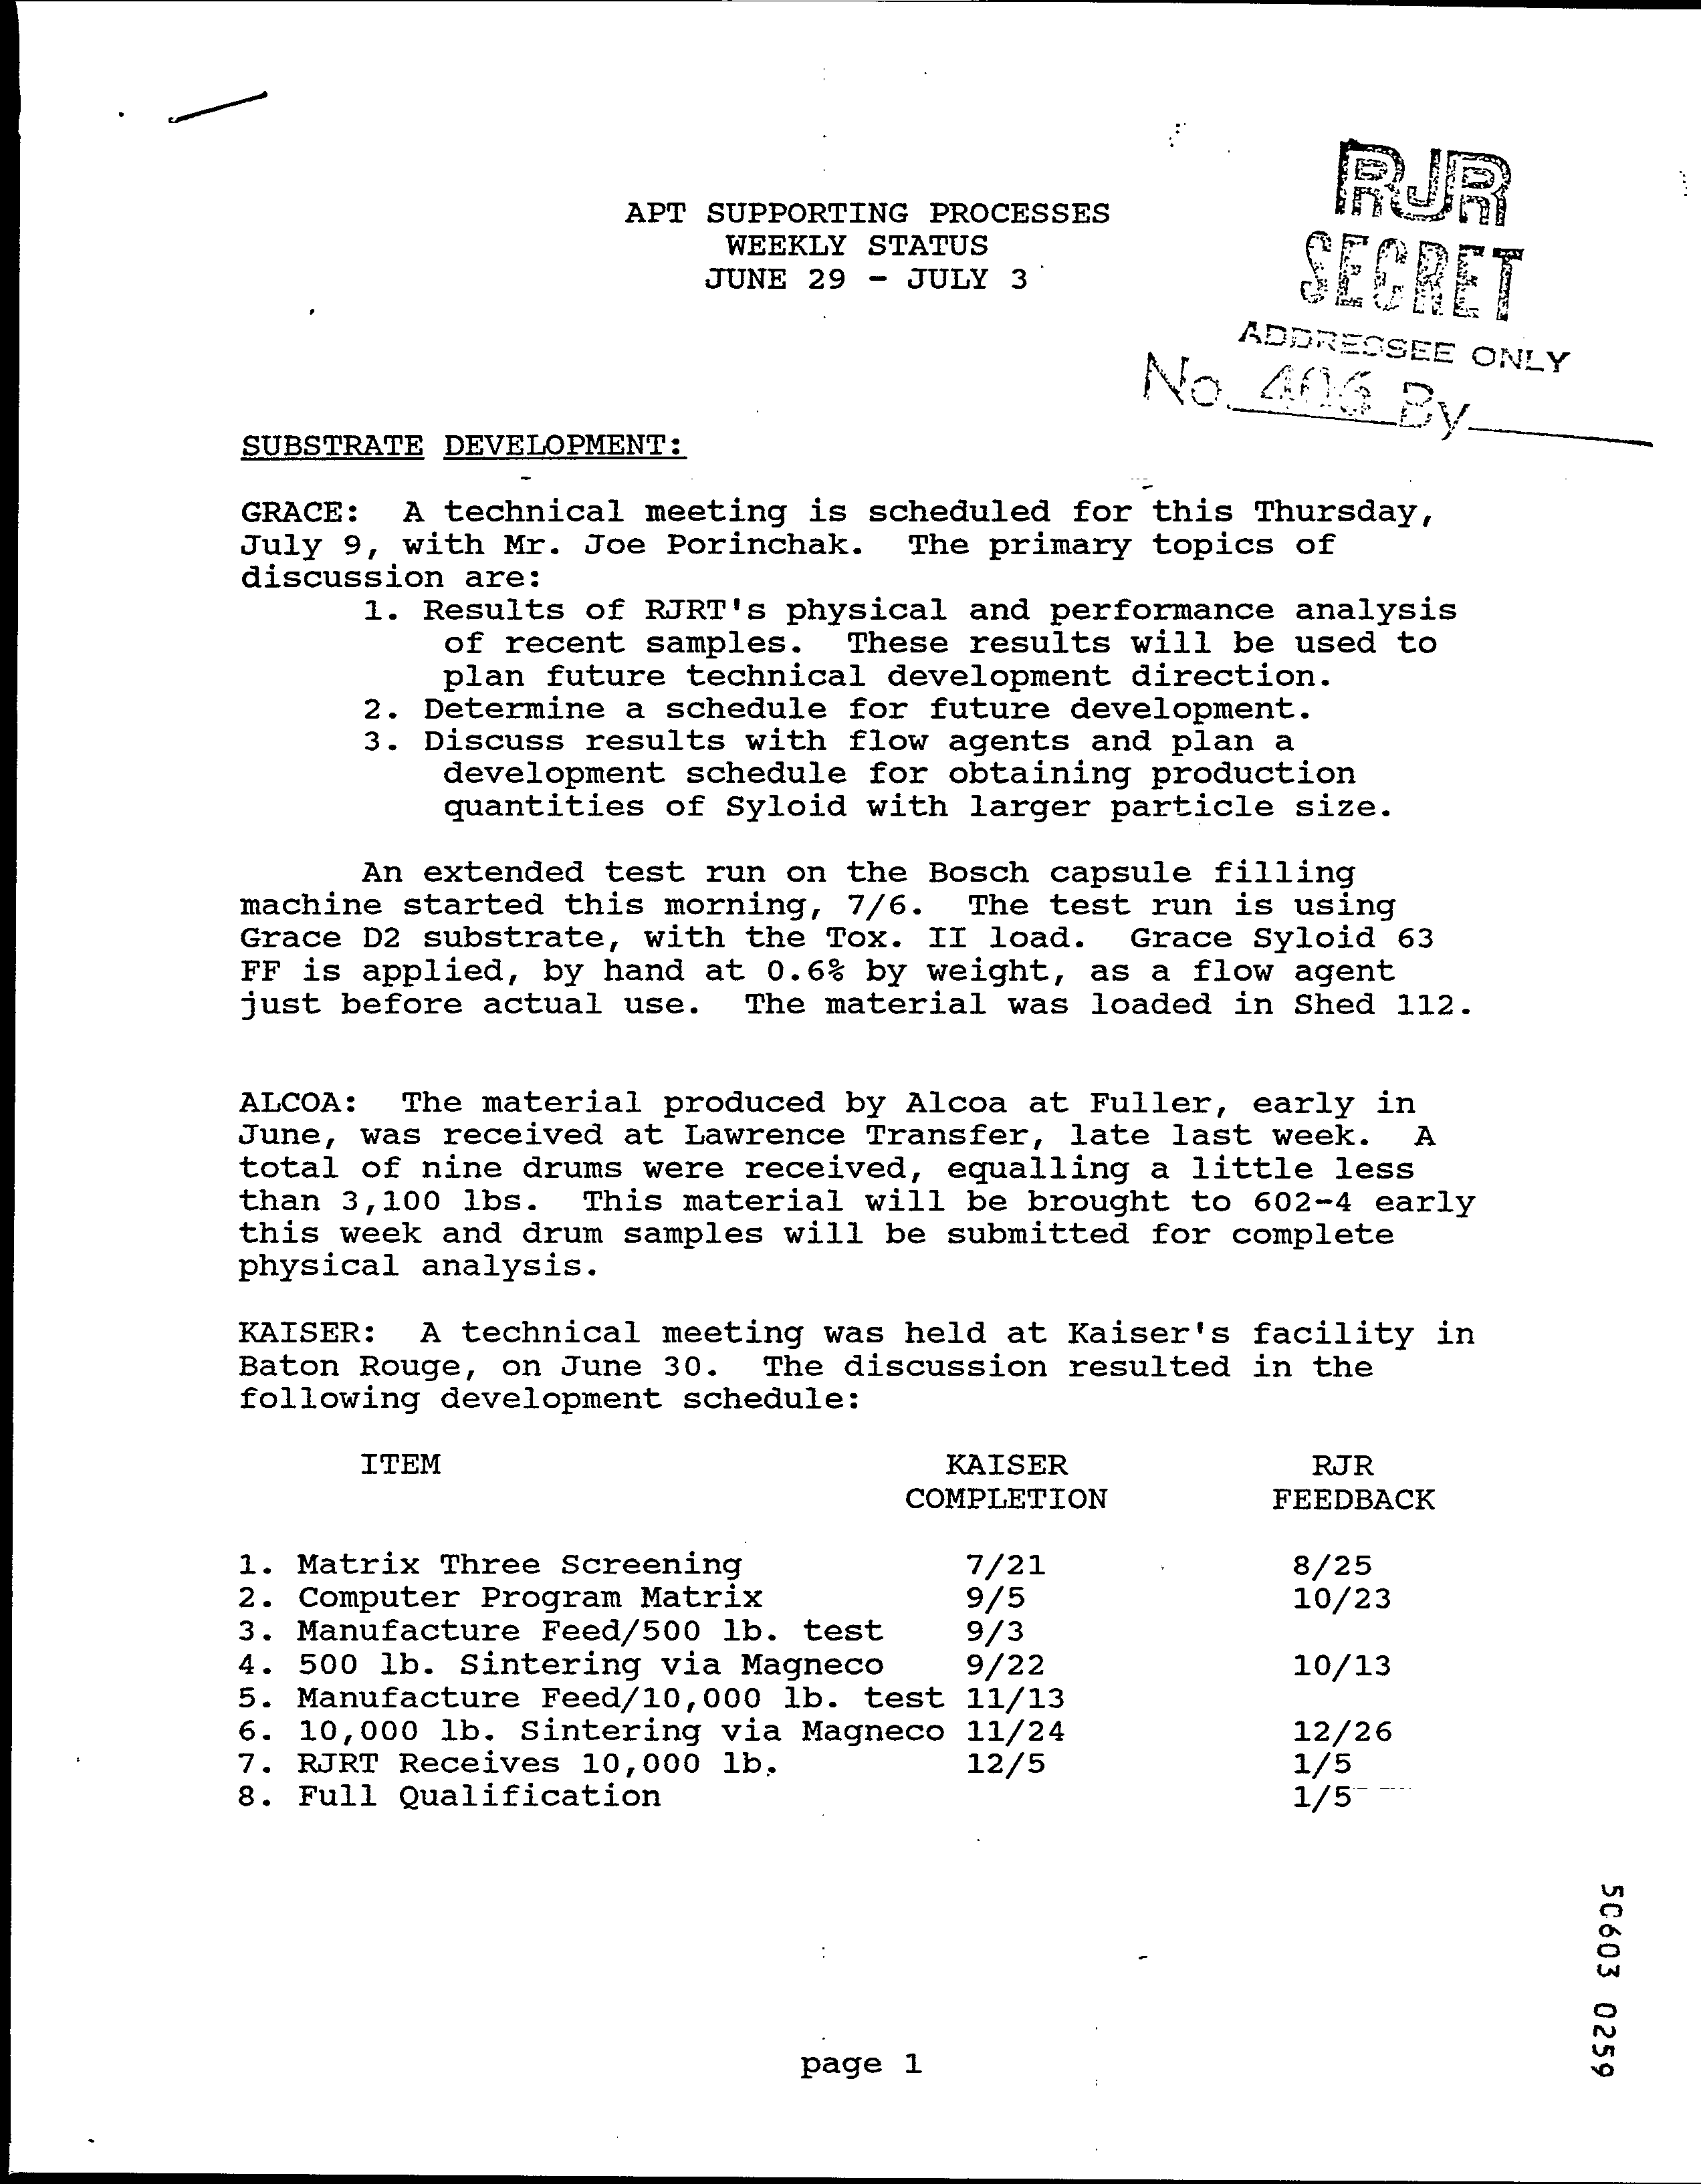 RJR
SECRET
ADDRESSEE ONLY
No. 406 By
APT SUPPORTING PROCESSES
WEEKLY STATUS
JUNE 29 - JULY 3
SUBSTRATE DEVELOPMENT:
GRACE:  A technical meeting is scheduled for this Thursday,
July 9, with Mr. Joe Porinchak.  The primary topics of
discussion are:
1. Results of RJRT's physical and performance analysis
of recent samples.  These results will be used to
plan future technical development direction.
2. Determine a schedule for future development.
3. Discuss results with flow agents and plan a
development schedule for obtaining production
quantities of Syloid with larger particle size.
An extended test run on the Bosch capsule filling
machine started this morning, 7/6.  The test run is using
Grace D2 substrate, with the Tox. II load.  Grace Syloid 63
FF is applied, by hand at 0.6% by weight, as a flow agent
just before actual use.  The material was loaded in Shed 112.
ALCOA:  The material produced by Alcoa at Fuller, early in
June, was received at Lawrence Transfer, late last week.  A
total of nine drums were received, equalling a little less
than 3,100 lbs.  This material will be brought to 602-4 early
this week and drum samples will be submitted for complete
physical analysis.
KAISER:  A technical meeting was held at Kaiser's facility in
Baton Rouge, on June 30.  The discussion resulted in the
following development schedule:
ITEM KAISER RJR
COMPLETION FEEDBACK
1. Matrix Three Screening 7/21 8/25
2. Computer Program Matrix 9/5 10/23
3. Manufacture Feed/500 lb. test 9/3
4. 500 lb. Sintering via Magneco 9/22 10/13
5. Manufacture Feed/10,000 lb. test 11/13
6. 10,000 lb. Sintering via Magneco 11/24 12/26
7. RJRT Receives 10,000 lb. 12/5 1/5
8. Full Qualification 1/5
page 1
50603 0259